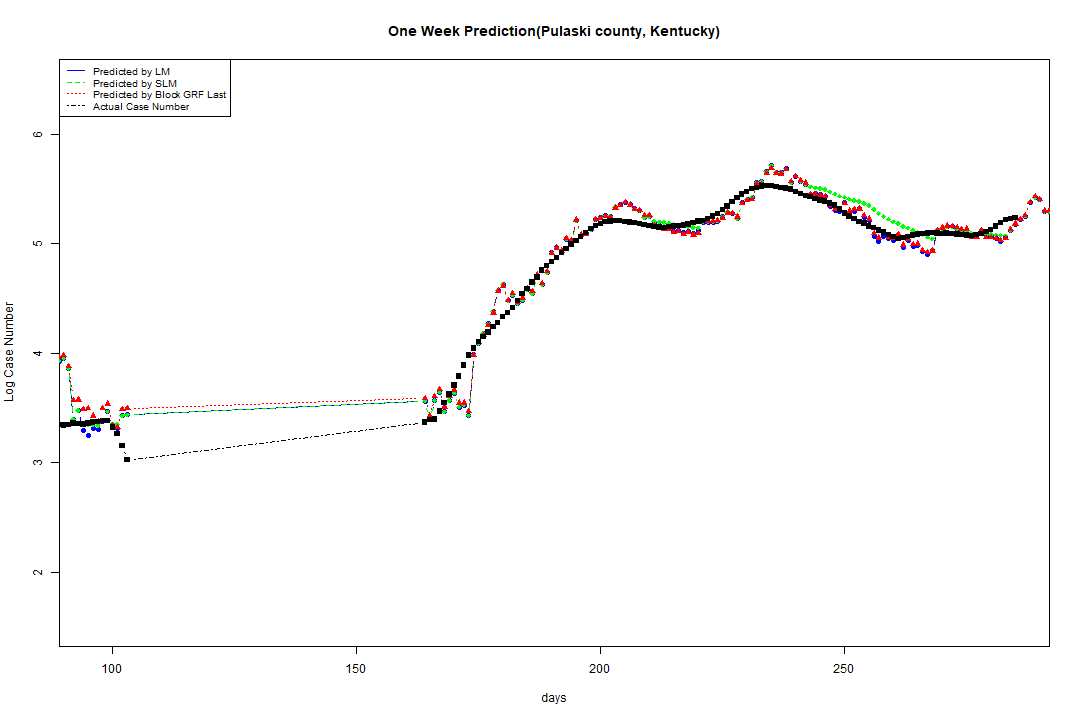 One Week Prediction(Pulaski county, Kentucky)
Predicted by LM
Predicted by SLM
Predicted by Block GRF Last
Actual Case Number
6
5
4
3
2
Log Case Number
100 150 200 250
days